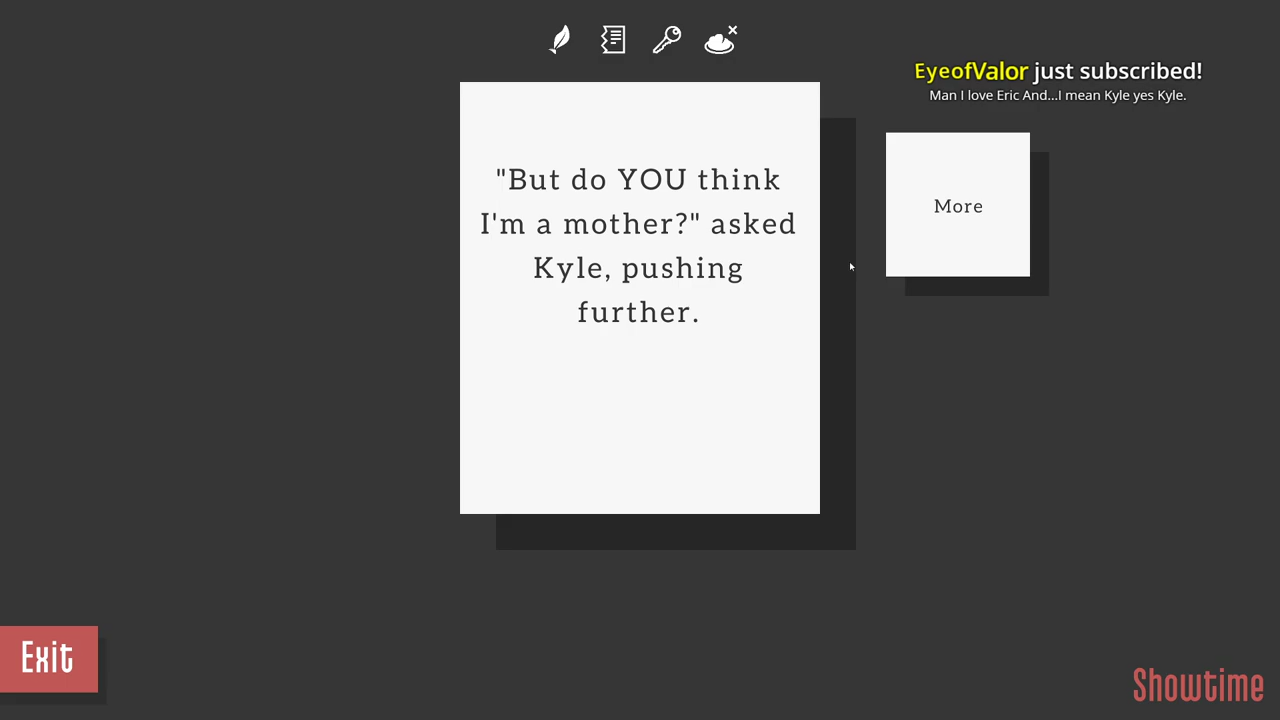 EyeofValor just subscribed!
Man I love Eric And...I mean Kyle yes Kyle.
"But do YOU think
I'm a mother?" asked
Kyle, pushing
further.
More
Exit
Showtime